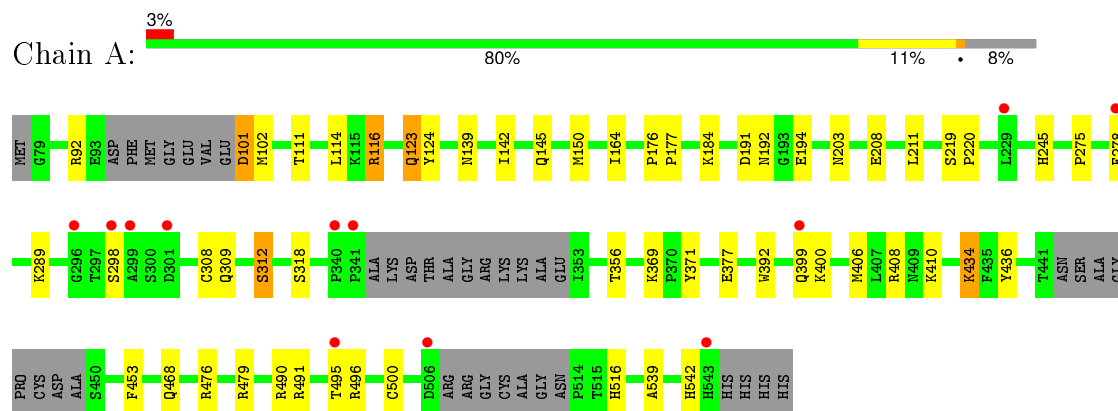 3%
Chain A:
80% 11% • 8%
MET G79 R92 E93 ASP PHE MET GLY GLU VAL GLU D101 M102 T111 L114 K115 R116 Q123 Y124 N139 I142 Q145 M150 I164 P176 P177 K184 D191 N192 G193 E194 N203 E208 L211 S219 P220 L229 H245 P275
K289 G296 T297 S298 A299 S300 D301 C308 Q309 S312 S318 P340 P341 ALA LYS ASP THR ALA GLY ARG LYS LYS ALA GLU I353 T356 K369 P370 Y371 E377 W392 Q399 K400 M406 L407 R408 N409 K410 K434 F435 Y436 T441 ASN SER ALA GLY
PRO CYS ASP ALA S450 F453 Q468 R476 R479 R490 R491 T495 R496 C500 D506 ARG ARG GLY CYS ALA GLY ASN P514 T515 H516 A539 H542 H543 HIS HIS HIS HIS